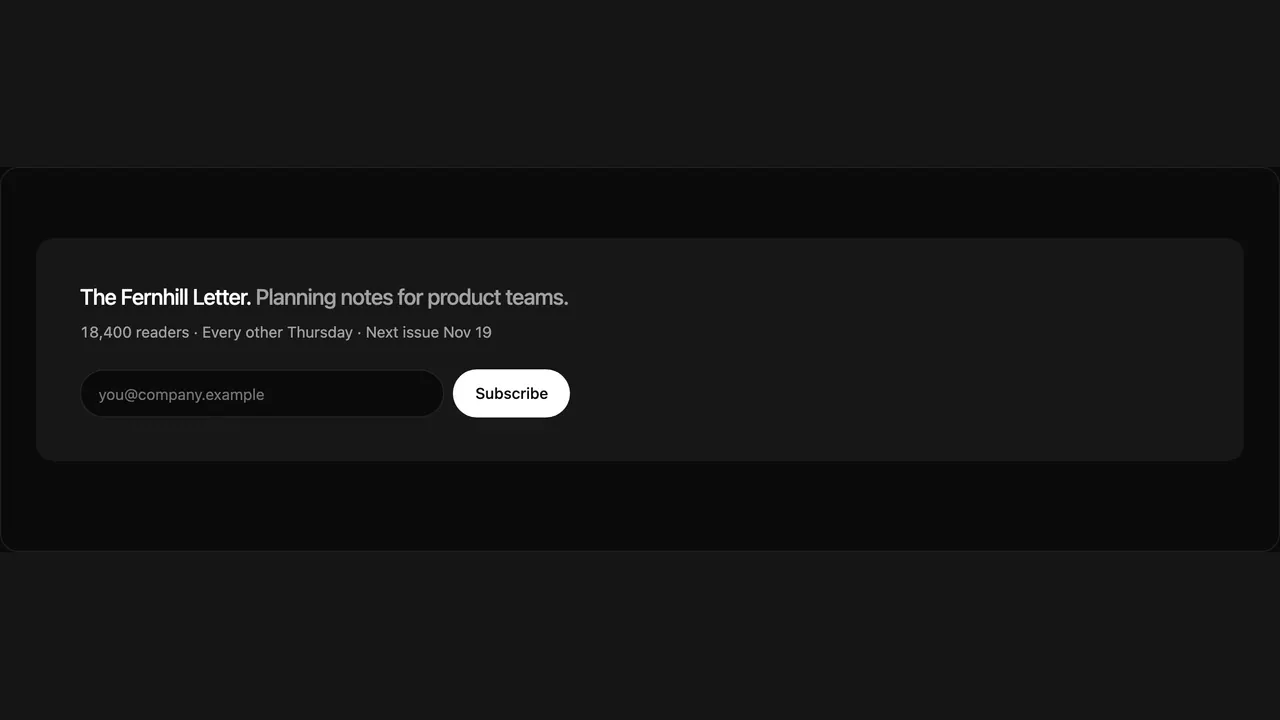 The Fernhill Letter. Planning notes for product teams.
18,400 readers · Every other Thursday · Next issue Nov 19
you@company.example
Subscribe